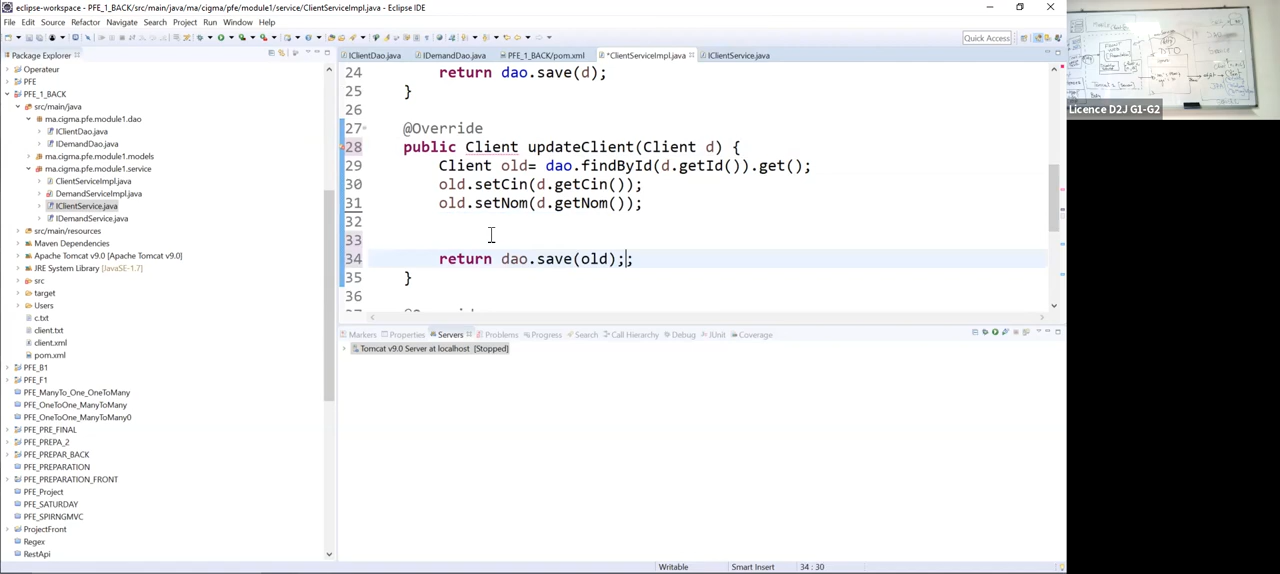 eclipse-workspace - PFE_1_BACK/src/main/java/ma/cigma/pfe/module1/service/ClientServiceImpl.java - Eclipse IDE
File Edit Source Refactor Navigate Search Project Run Window Help
Quick Access
Package Explorer
Operateur
PFE
PFE_1_BACK
src/main/java
ma.cigma.pfe.module1.dao
IClientDao.java
IDemandDao.java
ma.cigma.pfe.module1.models
ma.cigma.pfe.module1.service
ClientServiceImpl.java
DemandServiceImpl.java
IClientService.java
IDemandService.java
src/main/resources
Maven Dependencies
Apache Tomcat v9.0 [Apache Tomcat v9.0]
JRE System Library [JavaSE-1.7]
src
target
Users
c.txt
client.txt
client.xml
pom.xml
PFE_B1
PFE_F1
PFE_ManyTo_One_OneToMany
PFE_OneToOne_ManyToMany
PFE_OneToOne_ManyToMany0
PFE_PRE_FINAL
PFE_PREPA_2
PFE_PREPAR_BACK
PFE_PREPARATION
PFE_PREPARATION_FRONT
PFE_Project
PFE_SATURDAY
PFE_SPIRNGMVC
ProjectFront
Regex
RestApi
IClientDao.java IDemandDao.java PFE_1_BACK/pom.xml *ClientServiceImpl.java IClientService.java
24 return dao.save(d);
25 }
26
27 @Override
28 public Client updateClient(Client d) {
29 Client old= dao.findById(d.getId()).get();
30 old.setCin(d.getCin());
31 old.setNom(d.getNom());
32
33
34 return dao.save(old);;
35 }
36
Markers Properties Servers Problems Progress Search Call Hierarchy Debug JUnit Coverage
Tomcat v9.0 Server at localhost [Stopped]
Writable Smart Insert 34 : 30
Licence D2J G1-G2